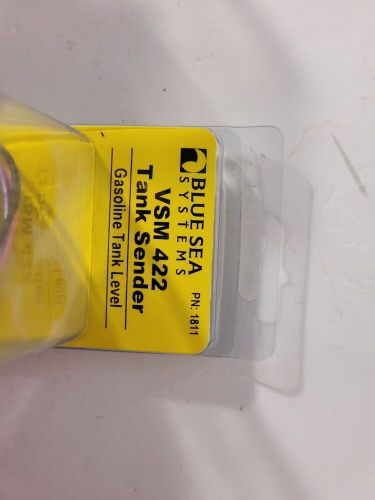 BLUE SEA
SYSTEMS
PN: 1811
VSM 422
Tank Sender
Gasoline Tank Level